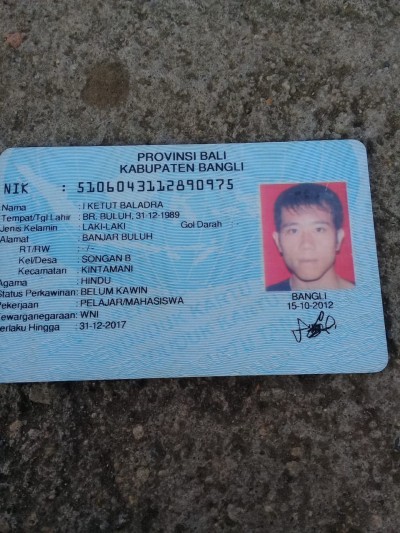 PROVINSI BALI
KABUPATEN BANGLI
NIK : 5106043112890975
Nama : I KETUT BALADRA
Tempat/Tgl Lahir : BR. BULUH, 31-12-1989
Jenis Kelamin : LAKI-LAKI Gol Darah
Alamat : BANJAR BULUH
RT/RW : -/-
Kel/Desa : SONGAN B
Kecamatan : KINTAMANI
Agama : HINDU
Status Perkawinan: BELUM KAWIN
Pekerjaan : PELAJAR/MAHASISWA
Kewarganegaraan: WNI
Berlaku Hingga : 31-12-2017
BANGLI
15-10-2012